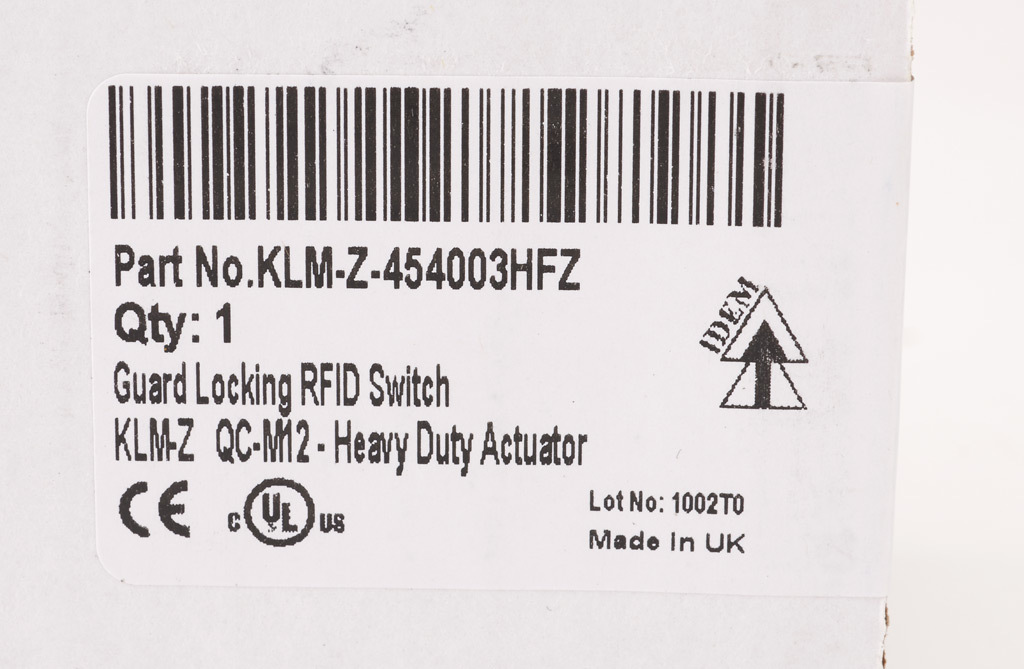 Part No.KLM-Z-454003HFZ
Qty: 1
IDEM
Guard Locking RFID Switch
KLM-Z QC-M12 - Heavy Duty Actuator
CE C UL US
Lot No: 1002T0
Made in UK